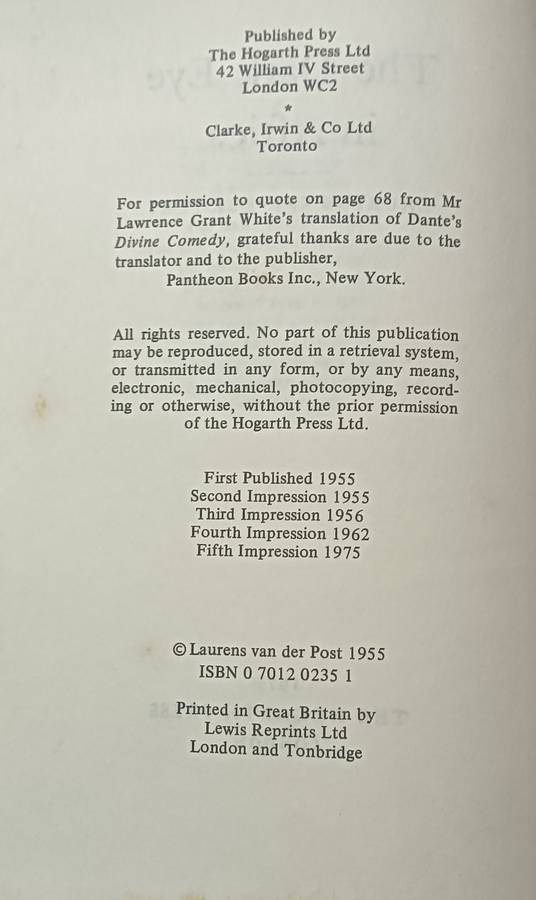 Published by
The Hogarth Press Ltd
42 William IV Street
London WC2
*
Clarke, Irwin & Co Ltd
Toronto
For permission to quote on page 68 from Mr
Lawrence Grant White's translation of Dante's
Divine Comedy, grateful thanks are due to the
translator and to the publisher,
Pantheon Books Inc., New York.
All rights reserved. No part of this publication
may be reproduced, stored in a retrieval system,
or transmitted in any form, or by any means,
electronic, mechanical, photocopying, record-
ing or otherwise, without the prior permission
of the Hogarth Press Ltd.
First Published 1955
Second Impression 1955
Third Impression 1956
Fourth Impression 1962
Fifth Impression 1975
© Laurens van der Post 1955
ISBN 0 7012 0235 1
Printed in Great Britain by
Lewis Reprints Ltd
London and Tonbridge